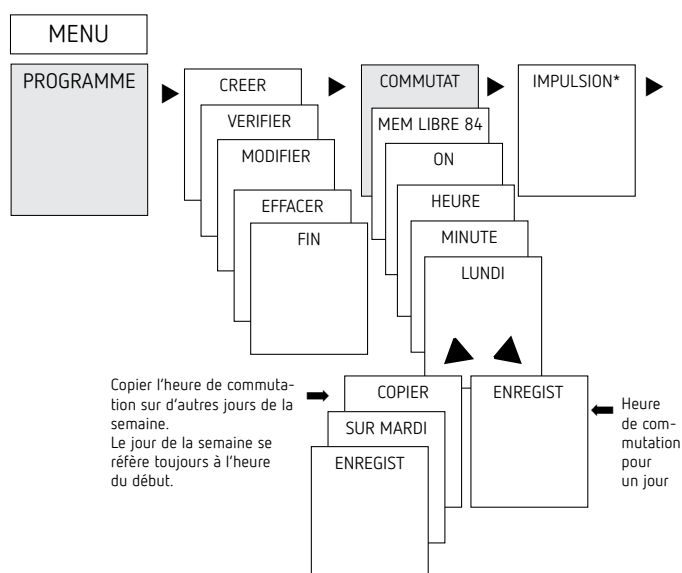 MENU
PROGRAMME
CREER
VERIFIER
MODIFIER
EFFACER
FIN
COMMUTAT
MEM LIBRE 84
ON
HEURE
MINUTE
LUNDI
IMPULSION*
Copier l'heure de commuta-
tion sur d'autres jours de la
semaine.
Le jour de la semaine se
réfère toujours à l'heure
du début.
COPIER
SUR MARDI
ENREGIST
ENREGIST
Heure
de com-
mutation
pour
un jour